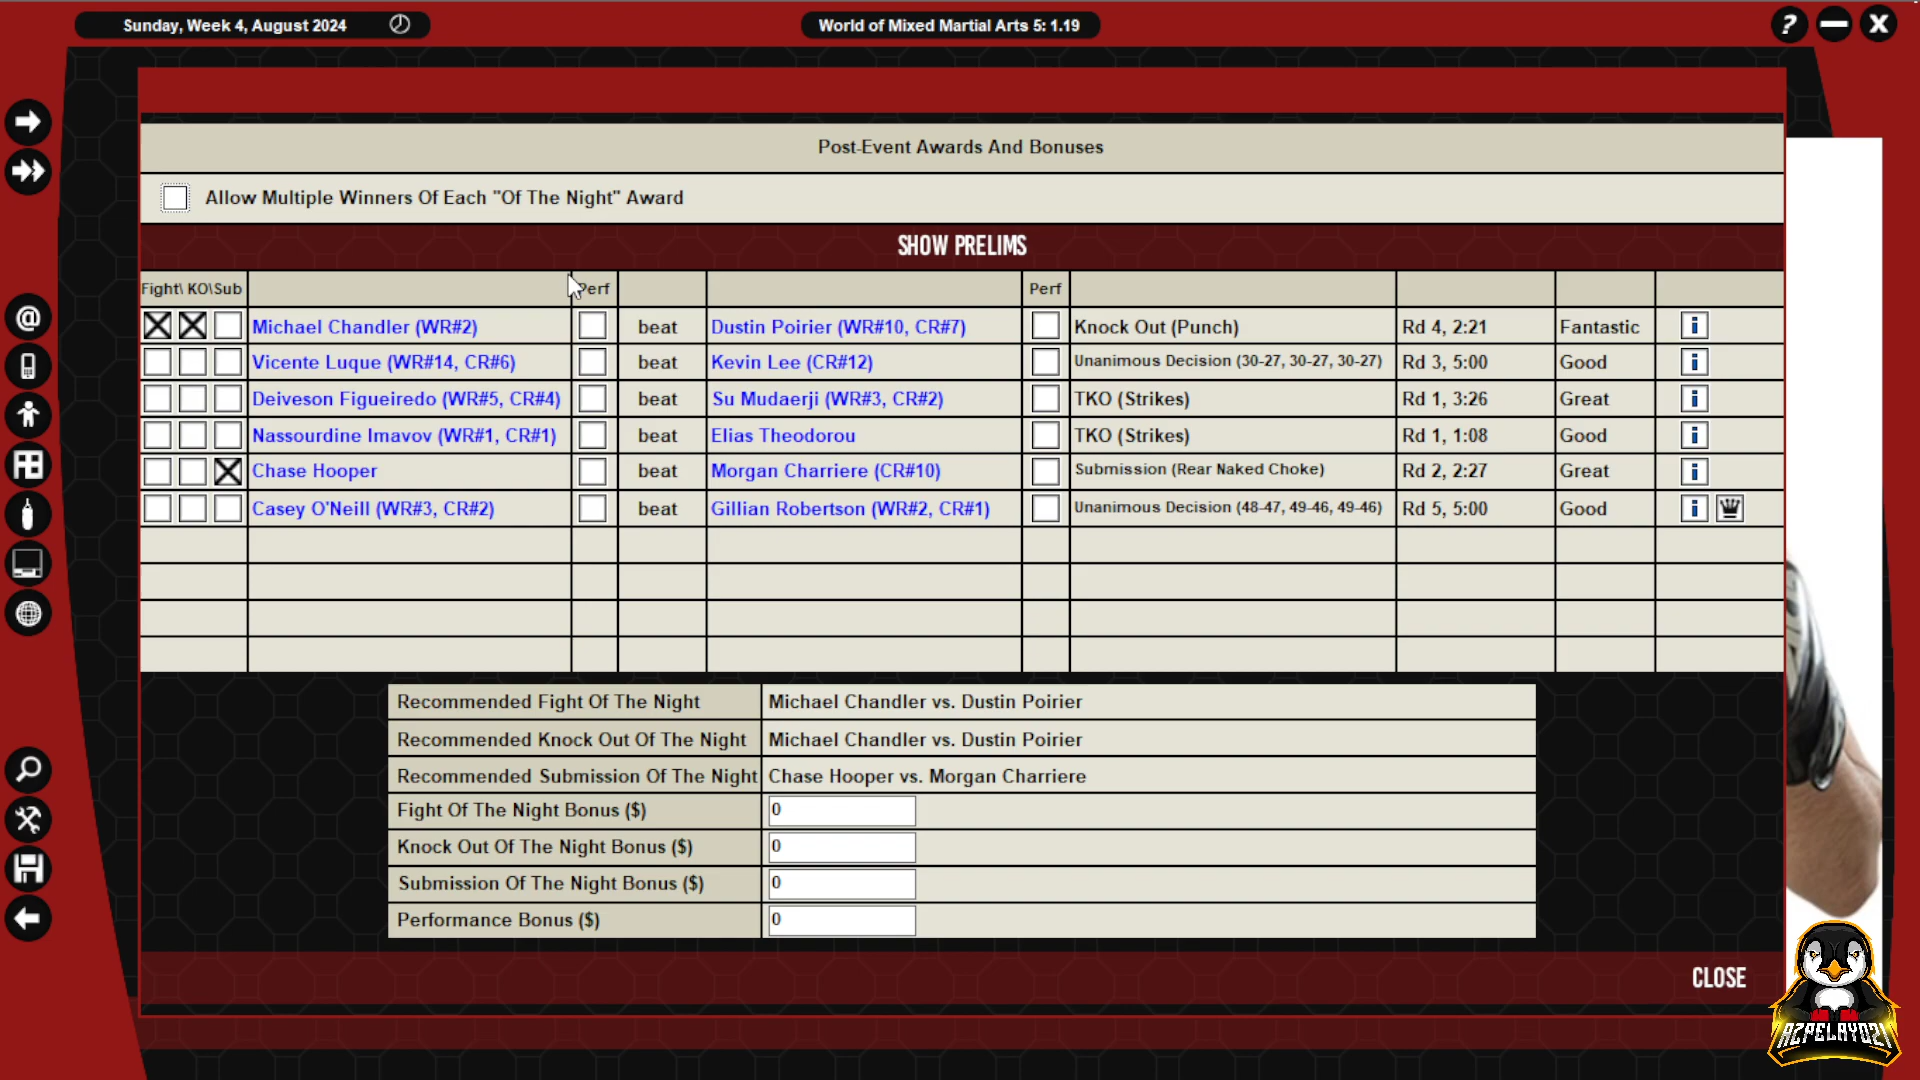 Sunday, Week 4, August 2024
World of Mixed Martial Arts 5: 1.19
?
X
Post-Event Awards And Bonuses
Allow Multiple Winners Of Each "Of The Night" Award
SHOW PRELIMS
Fight\ KO\Sub Perf Perf
Michael Chandler (WR#2) beat Dustin Poirier (WR#10, CR#7) Knock Out (Punch) Rd 4, 2:21 Fantastic i
Vicente Luque (WR#14, CR#6) beat Kevin Lee (CR#12) Unanimous Decision (30-27, 30-27, 30-27) Rd 3, 5:00 Good i
Deiveson Figueiredo (WR#5, CR#4) beat Su Mudaerji (WR#3, CR#2) TKO (Strikes) Rd 1, 3:26 Great i
Nassourdine Imavov (WR#1, CR#1) beat Elias Theodorou TKO (Strikes) Rd 1, 1:08 Good i
Chase Hooper beat Morgan Charriere (CR#10) Submission (Rear Naked Choke) Rd 2, 2:27 Great i
Casey O'Neill (WR#3, CR#2) beat Gillian Robertson (WR#2, CR#1) Unanimous Decision (48-47, 49-46, 49-46) Rd 5, 5:00 Good i
Recommended Fight Of The Night Michael Chandler vs. Dustin Poirier
Recommended Knock Out Of The Night Michael Chandler vs. Dustin Poirier
Recommended Submission Of The Night Chase Hooper vs. Morgan Charriere
Fight Of The Night Bonus ($) 0
Knock Out Of The Night Bonus ($) 0
Submission Of The Night Bonus ($) 0
Performance Bonus ($) 0
CLOSE
AZPELAYO21